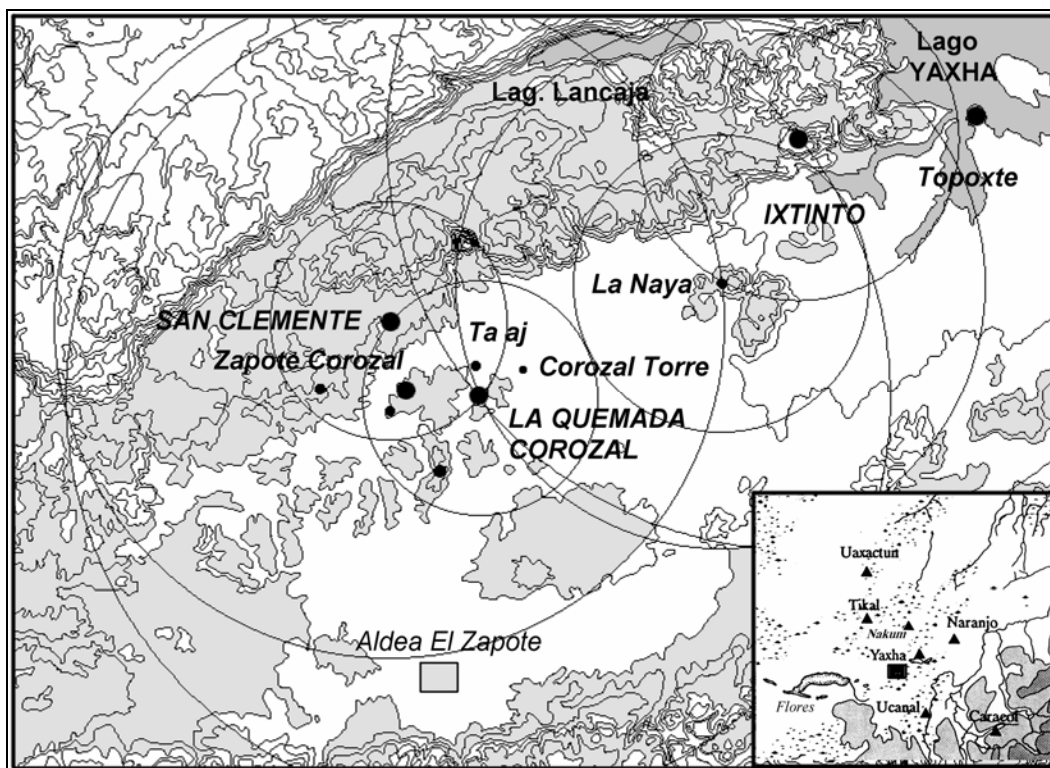 Lago
YAXHA
Lag. Lancaja
Topoxte
IXTINTO
La Naya
SAN CLEMENTE
Ta aj
Zapote Corozal
Corozal Torre
LA QUEMADA
COROZAL
Aldea El Zapote
Uaxactun
Tikal
Nakum
Naranjo
Yaxha
Flores
Ucanal
Caracol